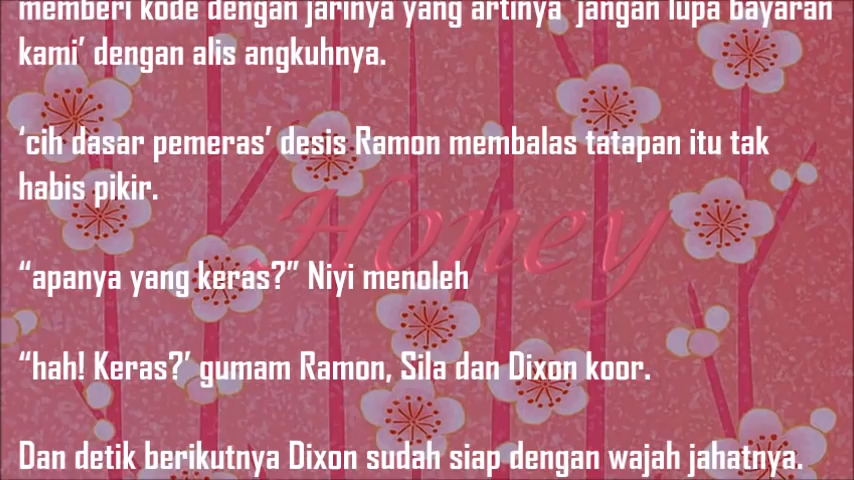 memberi kode dengan jarinya yang artinya 'jangan lupa bayaran
kami' dengan alis angkuhnya.
'cih dasar pemeras' desis Ramon membalas tatapan itu tak
habis pikir.
Honey
"apanya yang keras?" Niyi menoleh
"hah! Keras?' gumam Ramon, Sila dan Dixon koor.
Dan detik berikutnya Dixon sudah siap dengan wajah jahatnya.